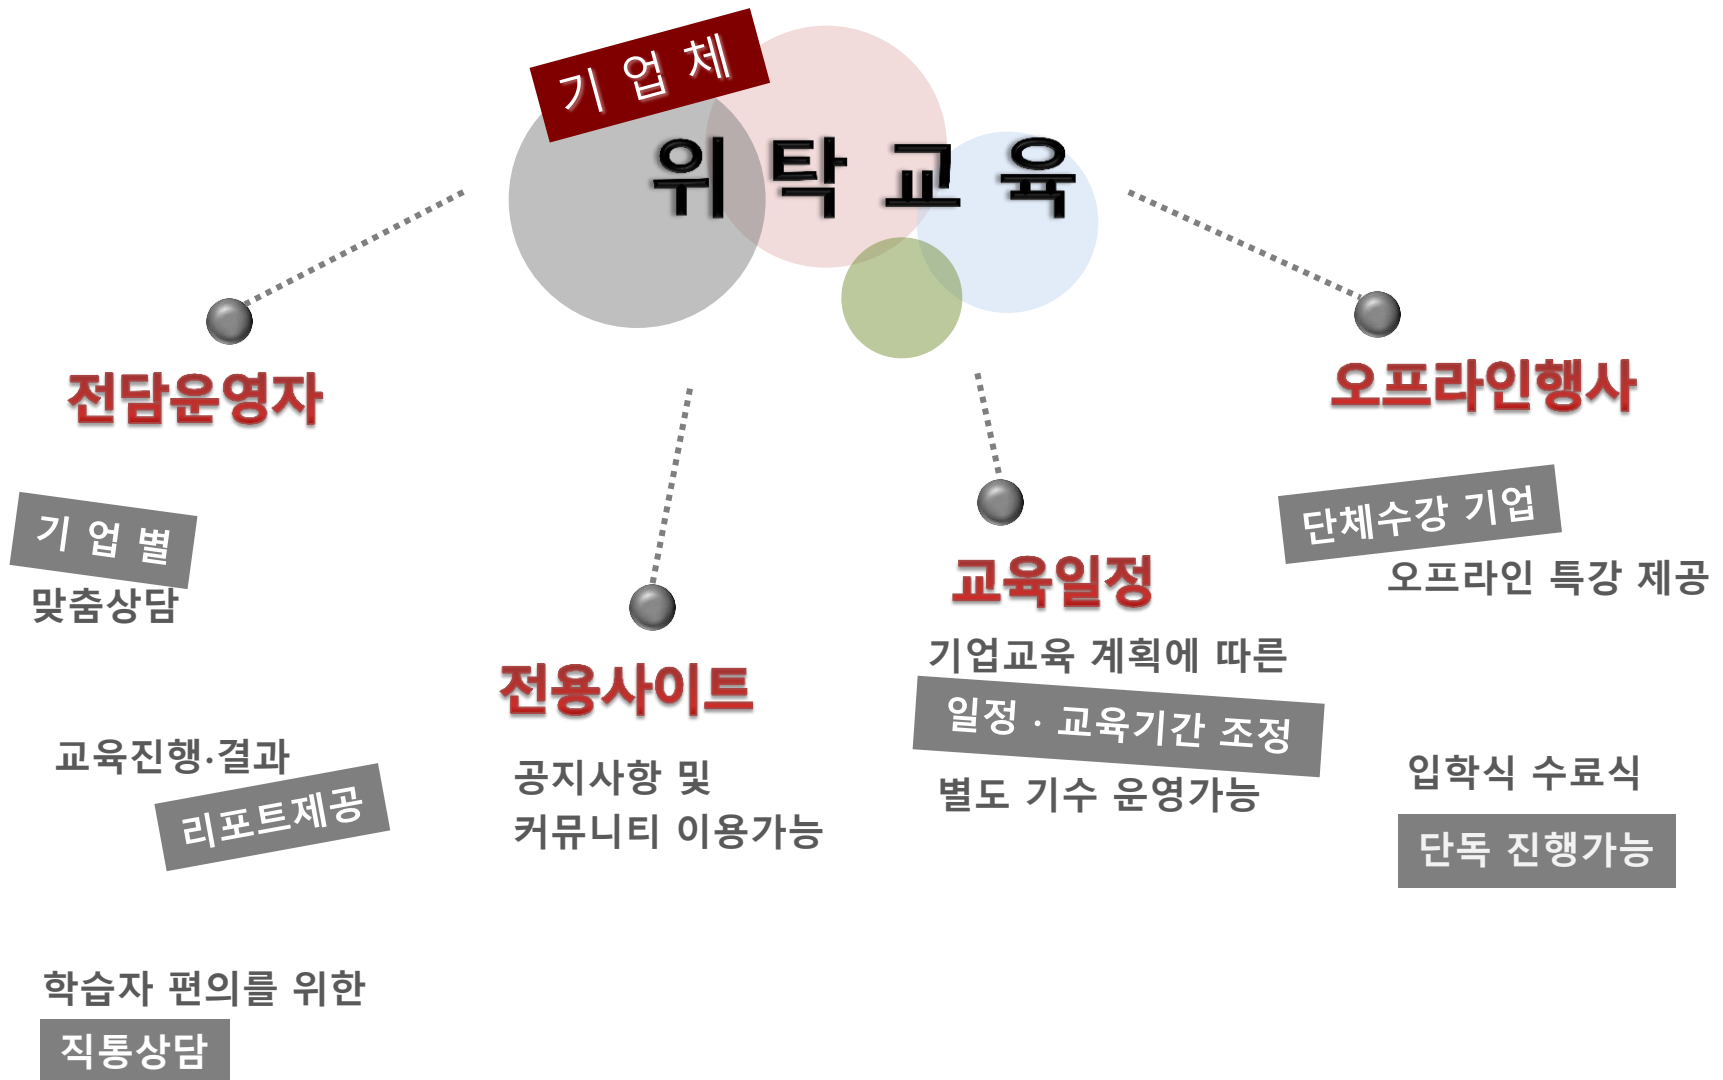 기 업 체
위 탁 교 육
전담운영자
기 업 별
맞춤상담
교육진행·결과
리포트제공
학습자 편의를 위한
직통상담
전용사이트
공지사항 및
커뮤니티 이용가능
교육일정
기업교육 계획에 따른
일정 · 교육기간 조정
별도 기수 운영가능
오프라인행사
단체수강 기업
오프라인 특강 제공
입학식 수료식
단독 진행가능